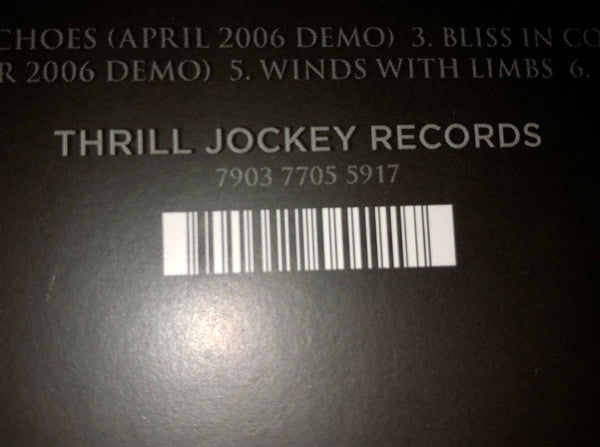 CHOES (APRIL 2006 DEMO) 3. BLISS IN CO
R 2006 DEMO) 5. WINDS WITH LIMBS 6.
THRILL JOCKEY RECORDS
7903 7705 5917